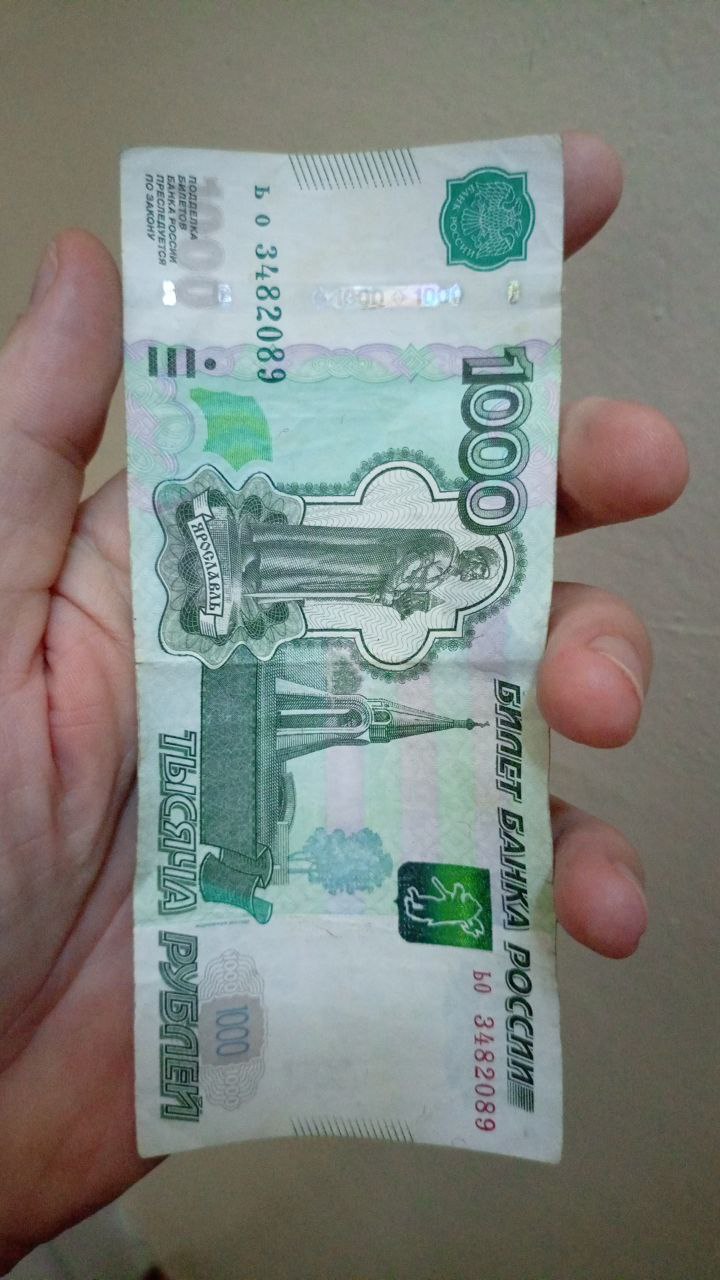 БАНК РОССИИ
1000
БИЛЕТ БАНКА РОССИИ
ЬО 3482089
ь о 3482089
1000
ПОДДЕЛКА
БИЛЕТОВ
БАНКА РОССИИ
ПРЕСЛЕДУЕТСЯ
ПО ЗАКОНУ
ЯРОСЛАВЛЬ
1000 1000 1000
ТЫСЯЧА РУБЛЕЙ